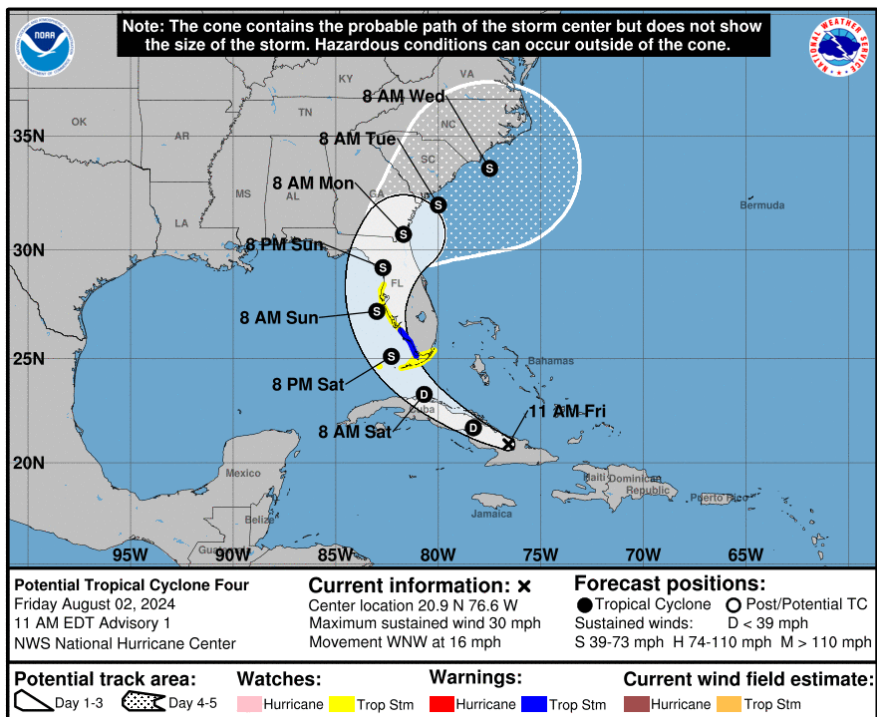 Note: The cone contains the probable path of the storm center but does not show
the size of the storm. Hazardous conditions can occur outside of the cone.
NOAA
NATIONAL WEATHER SERVICE
KY
VA
8 AM Wed
OK
TN
NC
35N
AR
8 AM Tue
SC
8 AM Mon
MS
AL
GA
Bermuda
LA
30N
8 PM Sun
FL
8 AM Sun
25N
Bahamas
8 PM Sat
11 AM Fri
8 AM Sat
Cuba
20N
Mexico
Haiti
Dominican
Republic
Puerto Rico
Jamaica
Belize
95W
90W
85W
80W
75W
70W
65W
S
S
S
S
S
S
D
D
Potential Tropical Cyclone Four
Friday August 02, 2024
11 AM EDT Advisory 1
NWS National Hurricane Center
Current information: ×
Center location 20.9 N 76.6 W
Maximum sustained wind 30 mph
Movement WNW at 16 mph
Forecast positions:
Tropical Cyclone Post/Potential TC
Sustained winds: D < 39 mph
S 39-73 mph H 74-110 mph M > 110 mph
Potential track area:
Day 1-3 Day 4-5
Watches:
Hurricane Trop Stm
Warnings:
Hurricane Trop Stm
Current wind field estimate:
Hurricane Trop Stm